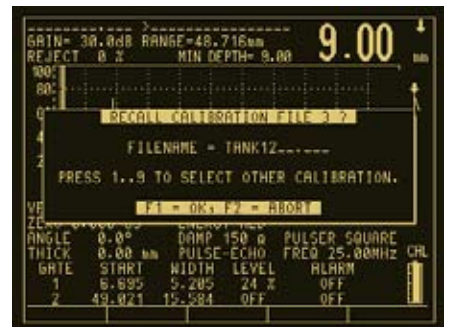 GAIN= 30.0dB RANGE=48.716mm 9.00 mm
REJECT 0 % MIN DEPTH= 9.00
100
80
RECALL CALIBRATION FILE 3 ?
FILENAME = TANK12______
PRESS 1..9 TO SELECT OTHER CALIBRATION.
F1 = OK, F2 = ABORT
ANGLE 0.0° DAMP 150 Ω PULSER SQUARE
THICK 0.00 mm PULSE-ECHO FREQ 25.00MHz CAL
GATE START WIDTH LEVEL ALARM
1 6.695 5.205 24 % OFF
2 49.021 15.584 OFF OFF